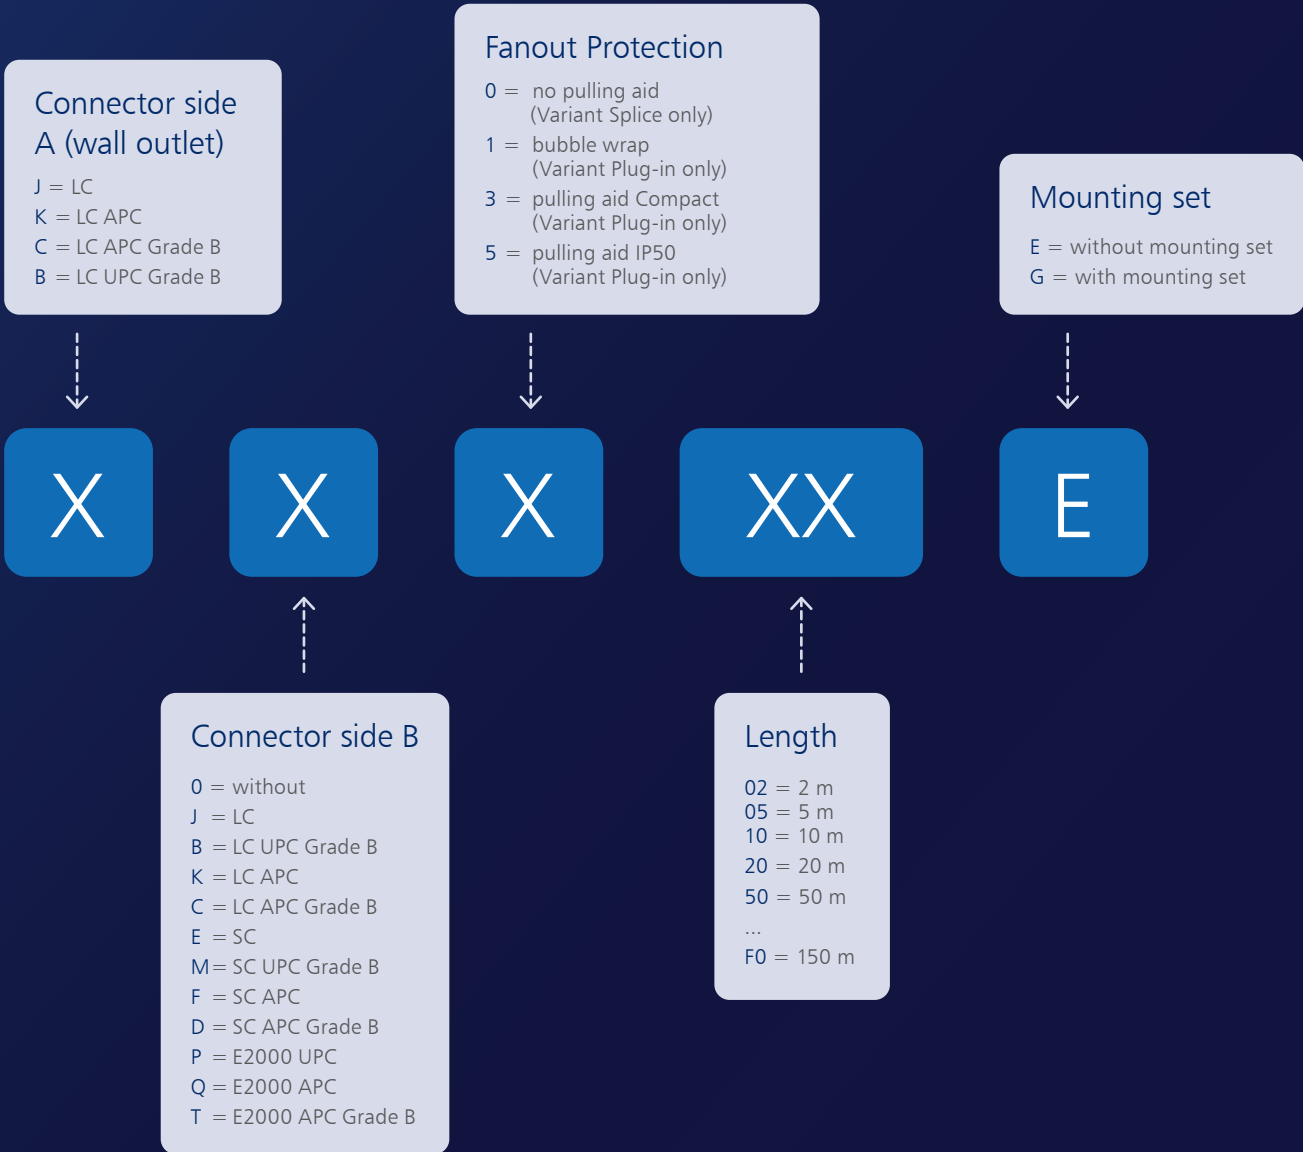 Connector side
A (wall outlet)
J = LC
K = LC APC
C = LC APC Grade B
B = LC UPC Grade B
Fanout Protection
0 = no pulling aid
(Variant Splice only)
1 = bubble wrap
(Variant Plug-in only)
3 = pulling aid Compact
(Variant Plug-in only)
5 = pulling aid IP50
(Variant Plug-in only)
Mounting set
E = without mounting set
G = with mounting set
X X X XX E
Connector side B
0 = without
J = LC
B = LC UPC Grade B
K = LC APC
C = LC APC Grade B
E = SC
M = SC UPC Grade B
F = SC APC
D = SC APC Grade B
P = E2000 UPC
Q = E2000 APC
T = E2000 APC Grade B
Length
02 = 2 m
05 = 5 m
10 = 10 m
20 = 20 m
50 = 50 m
...
F0 = 150 m